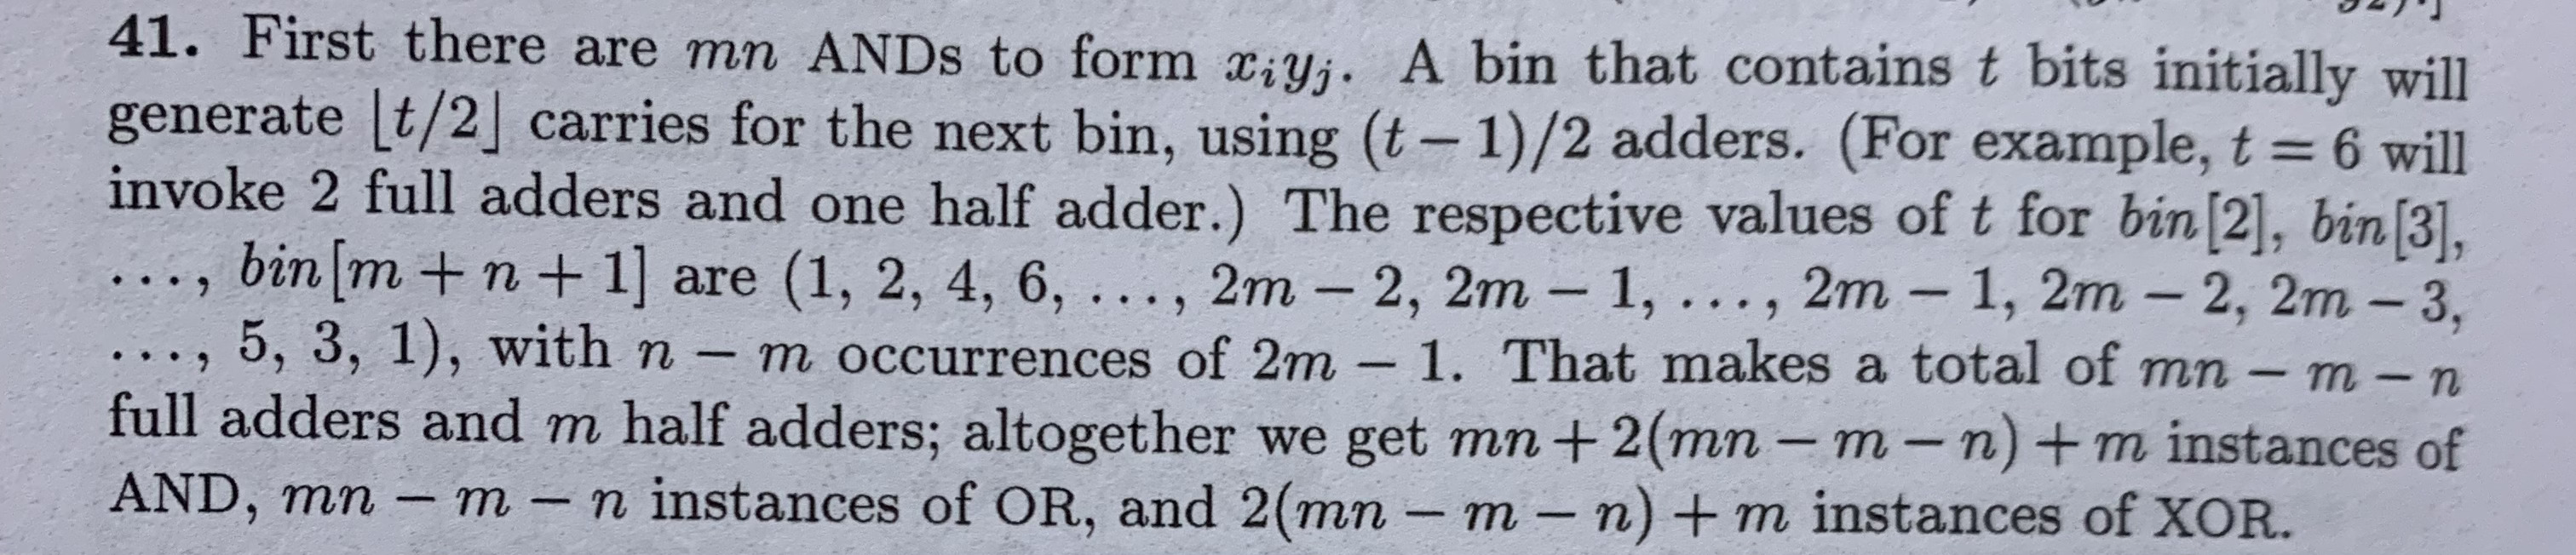 41. First there are mn ANDs to form xᵢyⱼ. A bin that contains t bits initially will
generate ⌊t/2⌋ carries for the next bin, using (t − 1)/2 adders. (For example, t = 6 will
invoke 2 full adders and one half adder.) The respective values of t for bin[2], bin[3],
..., bin[m + n + 1] are (1, 2, 4, 6, ..., 2m − 2, 2m − 1, ..., 2m − 1, 2m − 2, 2m − 3,
..., 5, 3, 1), with n − m occurrences of 2m − 1. That makes a total of mn − m − n
full adders and m half adders; altogether we get mn + 2(mn − m − n) + m instances of
AND, mn − m − n instances of OR, and 2(mn − m − n) + m instances of XOR.